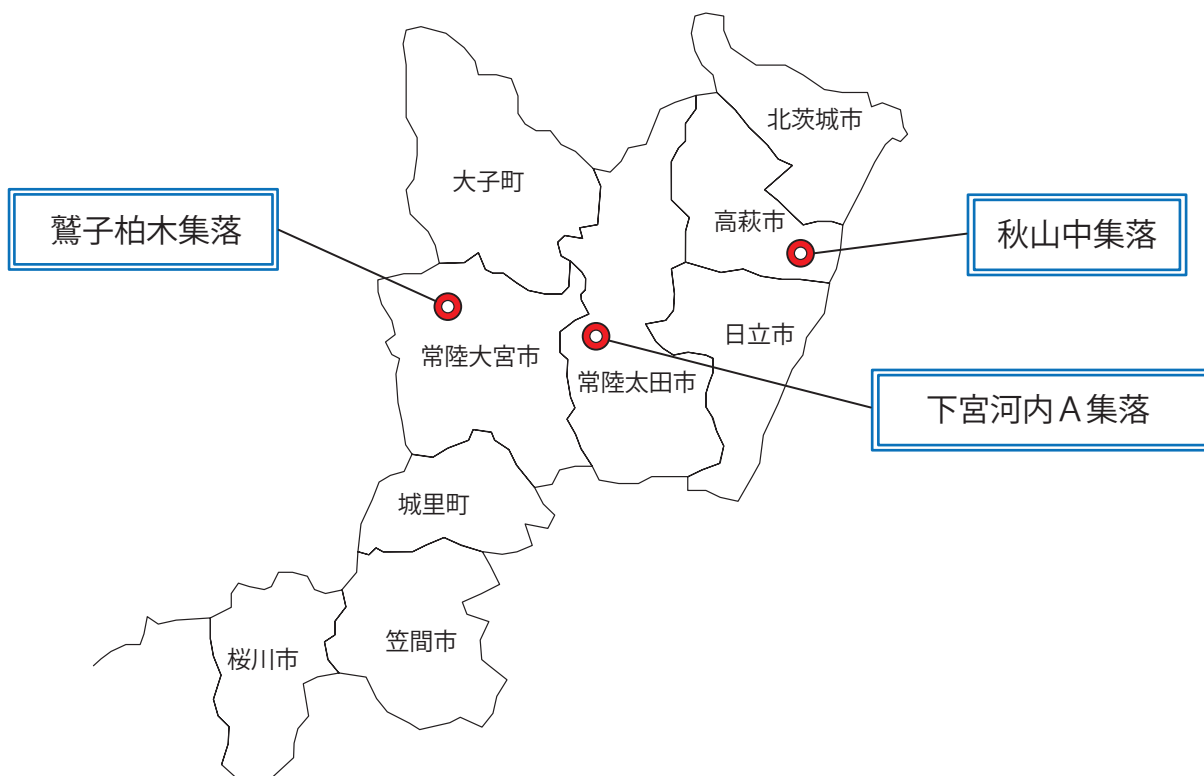 北茨城市
大子町
鷲子柏木集落
高萩市
秋山中集落
日立市
常陸大宮市
常陸太田市
下宮河内A集落
城里町
笠間市
桜川市